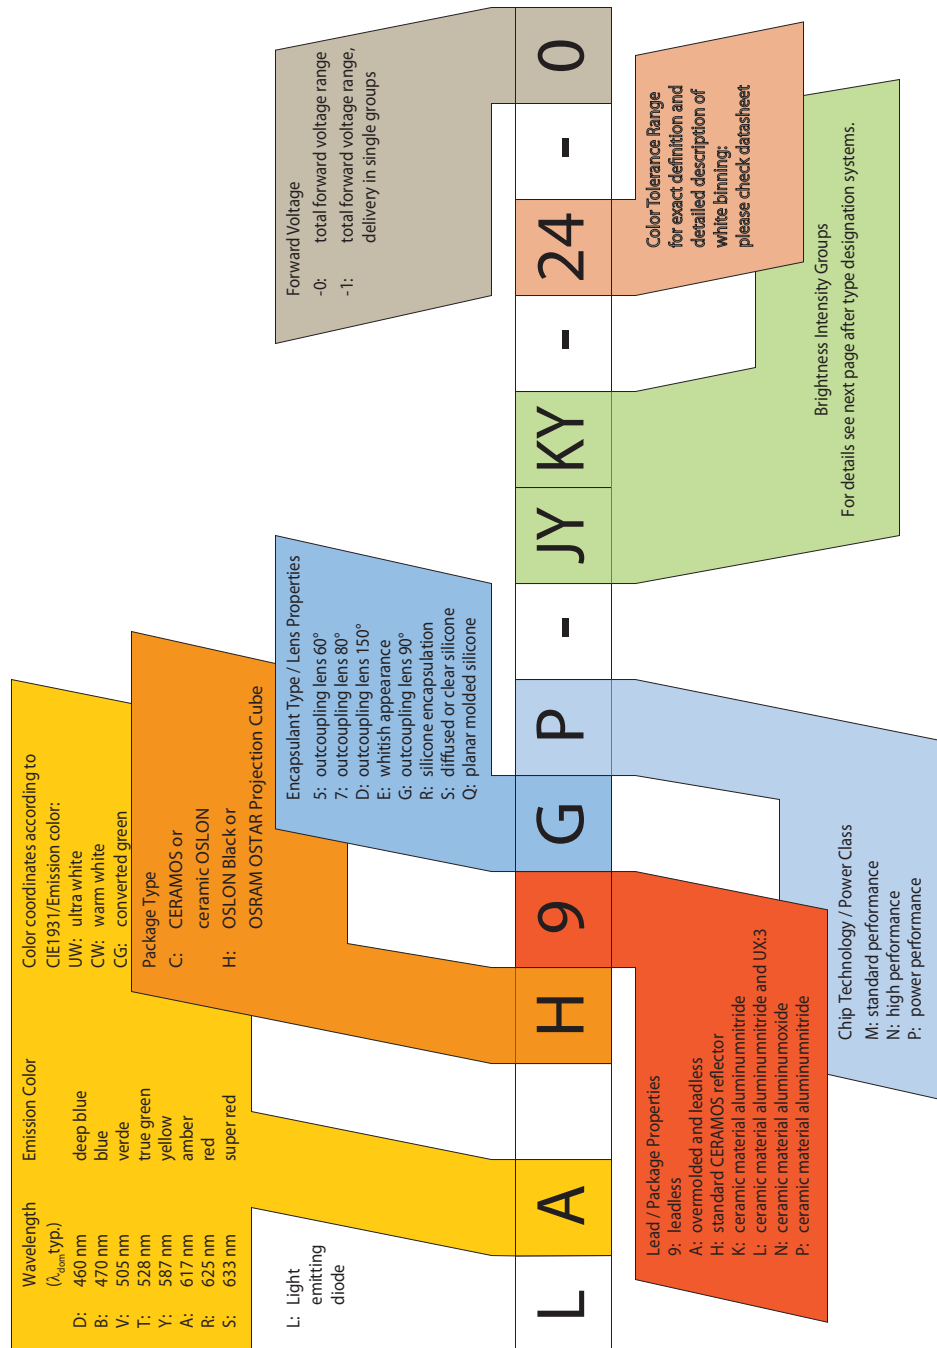 Wavelength Emission Color Color coordinates according to
(λdom typ.) CIE1931/Emission color:
D: 460 nm deep blue UW: ultra white
B: 470 nm blue CW: warm white
V: 505 nm verde CG: converted green
T: 528 nm true green
Y: 587 nm yellow
A: 617 nm amber
R: 625 nm red
S: 633 nm super red
Package Type
C: CERAMOS or
ceramic OSLON
H: OSLON Black or
OSRAM OSTAR Projection Cube
L: Light
emitting
diode
Encapsulant Type / Lens Properties
5: outcoupling lens 60°
7: outcoupling lens 80°
D: outcoupling lens 150°
E: whitish appearance
G: outcoupling lens 90°
R: silicone encapsulation
S: diffused or clear silicone
Q: planar molded silicone
Forward Voltage
-0: total forward voltage range
-1: total forward voltage range,
delivery in single groups
L A H 9 G P - JY KY - 24 - 0
Lead / Package Properties
9: leadless
A: overmolded and leadless
H: standard CERAMOS reflector
K: ceramic material aluminumnitride
L: ceramic material aluminumnitride and UX:3
N: ceramic material aluminumoxide
P: ceramic material aluminumnitride
Chip Technology / Power Class
M: standard performance
N: high performance
P: power performance
Color Tolerance Range
for exact definition and
detailed description of
white binning:
please check datasheet
Brightness Intensity Groups
For details see next page after type designation systems.